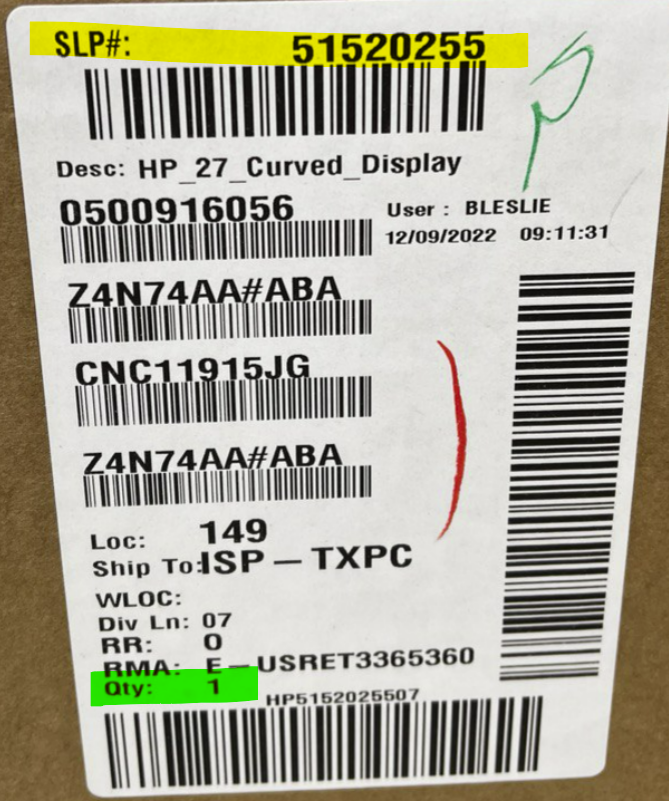 SLP#: 51520255
Desc: HP_27_Curved_Display
0500916056
User : BLESLIE
12/09/2022 09:11:31
Z4N74AA#ABA
CNC11915JG
Z4N74AA#ABA
Loc: 149
Ship To:ISP – TXPC
WLOC:
Div Ln: 07
RR: O
RMA: E – USRET3365360
Qty: 1
HP5152025507